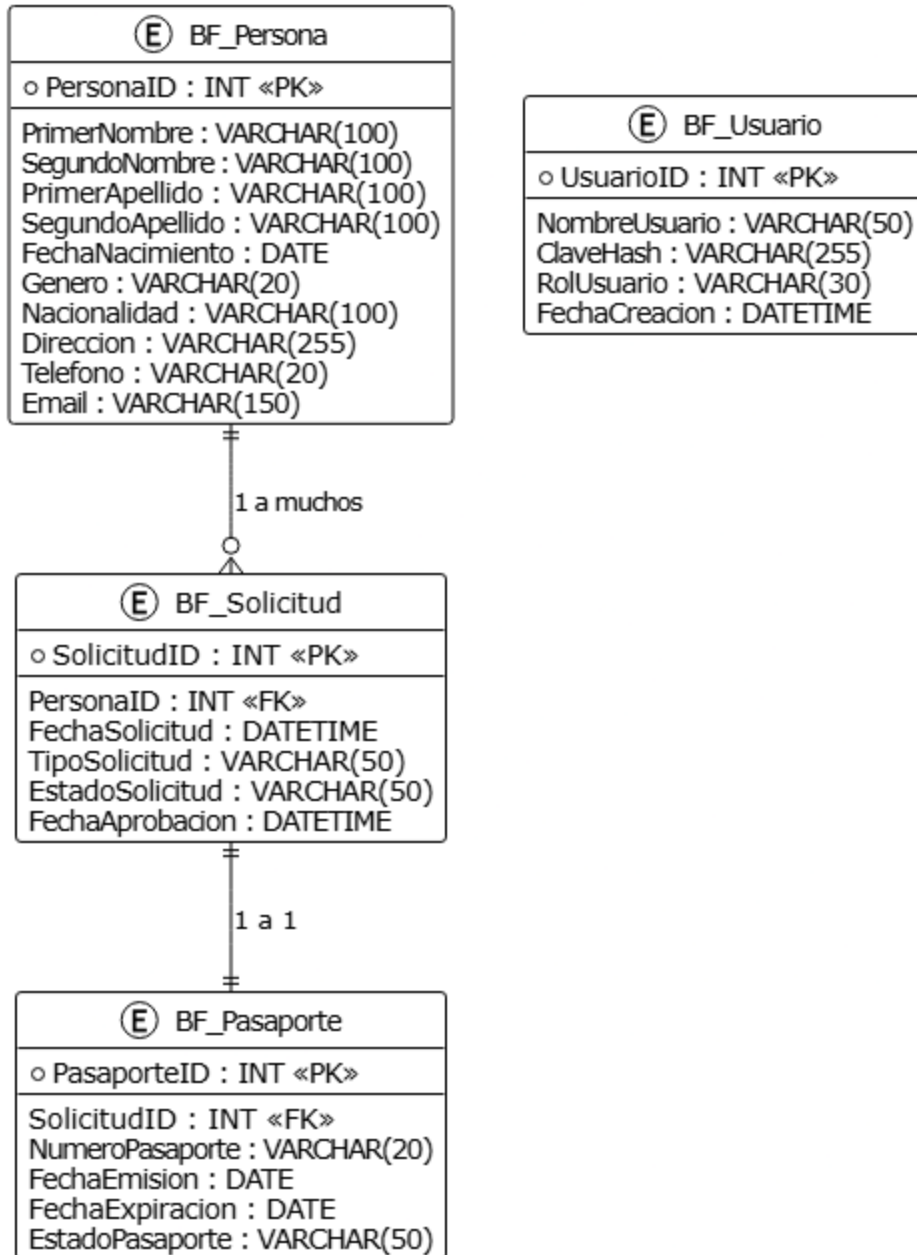 E BF_Persona
PersonaID : INT «PK»
PrimerNombre : VARCHAR(100)
SegundoNombre : VARCHAR(100)
PrimerApellido : VARCHAR(100)
SegundoApellido : VARCHAR(100)
FechaNacimiento : DATE
Genero : VARCHAR(20)
Nacionalidad : VARCHAR(100)
Direccion : VARCHAR(255)
Telefono : VARCHAR(20)
Email : VARCHAR(150)
E BF_Usuario
UsuarioID : INT «PK»
NombreUsuario : VARCHAR(50)
ClaveHash : VARCHAR(255)
RolUsuario : VARCHAR(30)
FechaCreacion : DATETIME
1 a muchos
E BF_Solicitud
SolicitudID : INT «PK»
PersonaID : INT «FK»
FechaSolicitud : DATETIME
TipoSolicitud : VARCHAR(50)
EstadoSolicitud : VARCHAR(50)
FechaAprobacion : DATETIME
1 a 1
E BF_Pasaporte
PasaporteID : INT «PK»
SolicitudID : INT «FK»
NumeroPasaporte : VARCHAR(20)
FechaEmision : DATE
FechaExpiracion : DATE
EstadoPasaporte : VARCHAR(50)